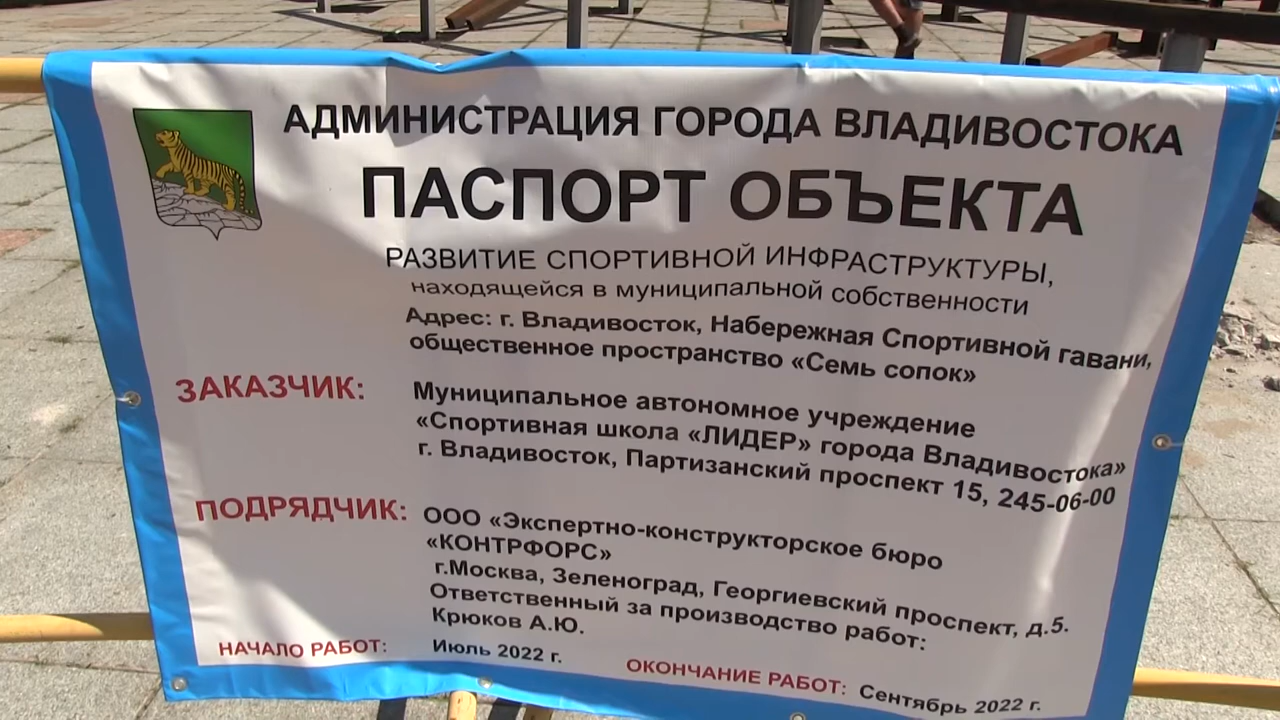 АДМИНИСТРАЦИЯ ГОРОДА ВЛАДИВОСТОКА
ПАСПОРТ ОБЪЕКТА
РАЗВИТИЕ СПОРТИВНОЙ ИНФРАСТРУКТУРЫ,
находящейся в муниципальной собственности
Адрес: г. Владивосток, Набережная Спортивной гавани,
общественное пространство «Семь сопок»
ЗАКАЗЧИК: Муниципальное автономное учреждение
«Спортивная школа «ЛИДЕР» города Владивостока»
г. Владивосток, Партизанский проспект 15, 245-06-00
ПОДРЯДЧИК: ООО «Экспертно-конструкторское бюро
«КОНТРФОРС»
г.Москва, Зеленоград, Георгиевский проспект, д.5.
Ответственный за производство работ:
Крюков А.Ю.
НАЧАЛО РАБОТ: Июль 2022 г. ОКОНЧАНИЕ РАБОТ: Сентябрь 2022 г.